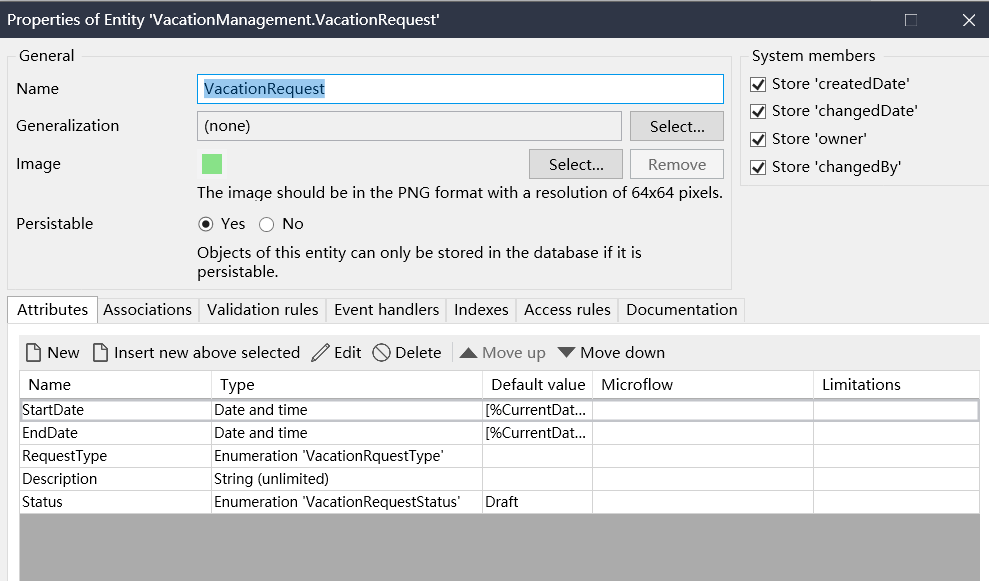 Properties of Entity 'VacationManagement.VacationRequest'
General
System members
Name
VacationRequest
Store 'createdDate'
Generalization
(none)
Select...
Store 'changedDate'
Image
Select...
Remove
Store 'owner'
The image should be in the PNG format with a resolution of 64x64 pixels.
Store 'changedBy'
Persistable
Yes
No
Objects of this entity can only be stored in the database if it is
persistable.
Attributes Associations Validation rules Event handlers Indexes Access rules Documentation
New Insert new above selected Edit Delete Move up Move down
Name Type Default value Microflow Limitations
StartDate Date and time [%CurrentDat...
EndDate Date and time [%CurrentDat...
RequestType Enumeration 'VacationRquestType'
Description String (unlimited)
Status Enumeration 'VacationRequestStatus' Draft